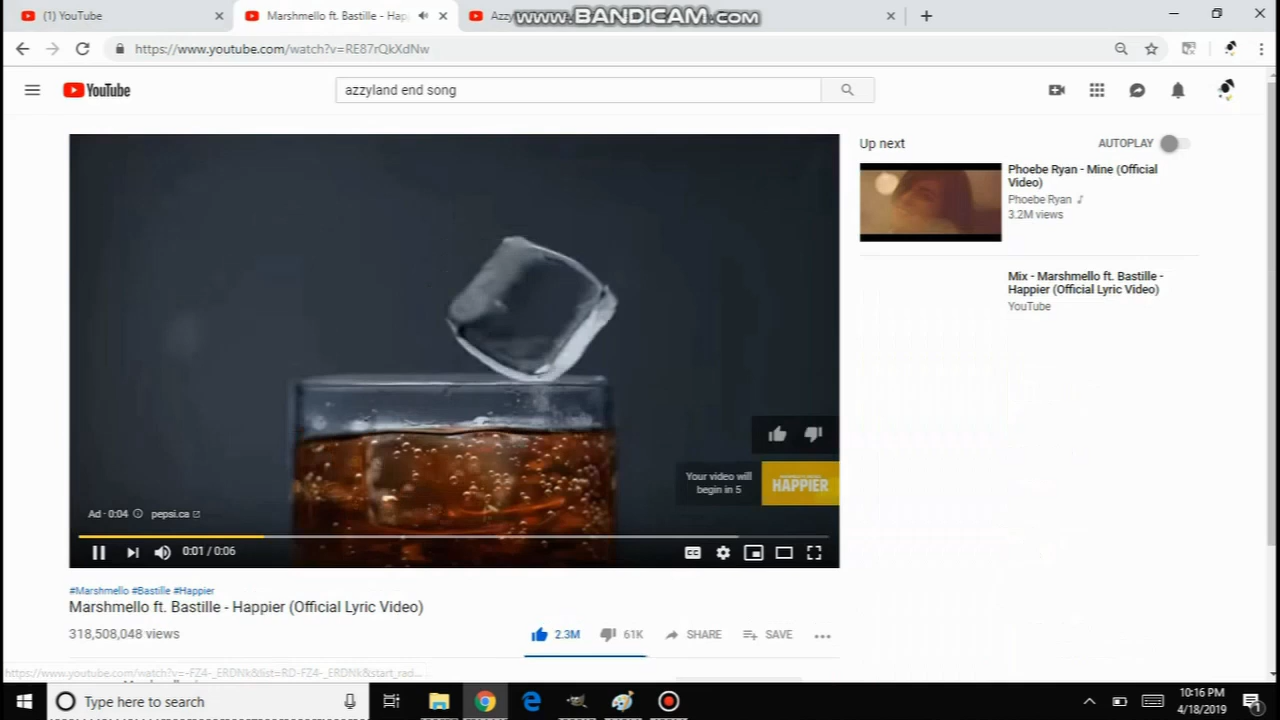 (1) YouTube
Marshmello ft. Bastille - Hap
Azzy
www.BANDICAM.com
https://www.youtube.com/watch?v=RE87rQkXdNw
YouTube
azzyland end song
Up next
AUTOPLAY
Phoebe Ryan - Mine (Official
Video)
Phoebe Ryan
3.2M views
Mix - Marshmello ft. Bastille -
Happier (Official Lyric Video)
YouTube
Your video will
begin in 5
HAPPIER
Ad · 0:04
pepsi.ca
0:01 / 0:06
CC
#Marshmello #Bastille #Happier
Marshmello ft. Bastille - Happier (Official Lyric Video)
318,508,048 views
2.3M
61K
SHARE
SAVE
https://www.youtube.com/watch?v=-FZ4-_ERDNk&list=RD-FZ4-_ERDNk&start_rad...
Type here to search
10:16 PM
4/18/2019
1